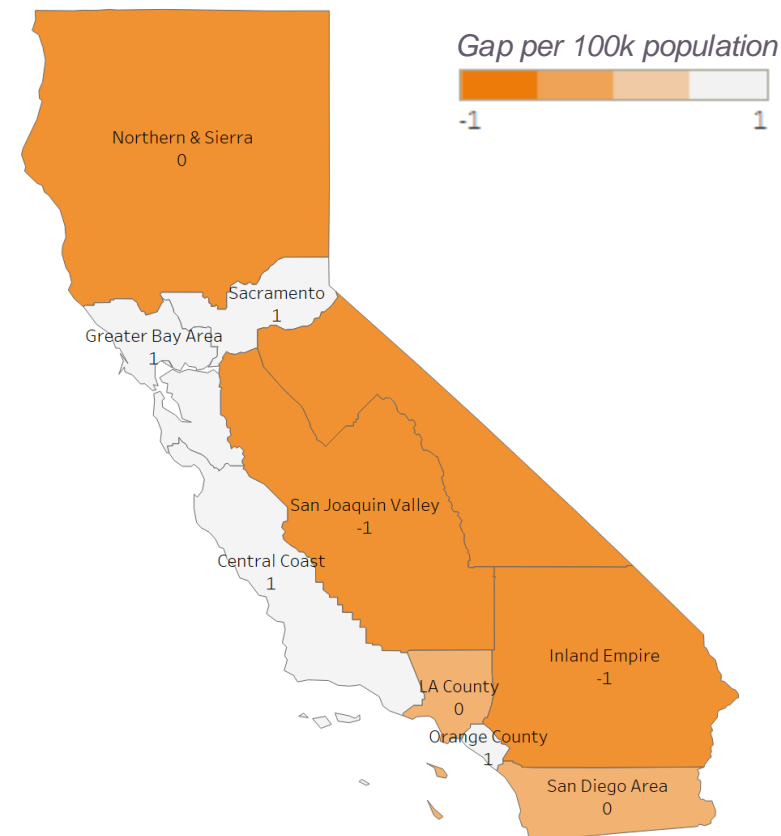 Gap per 100k population
-1 1
Northern & Sierra
0
Sacramento
1
Greater Bay Area
1
San Joaquin Valley
-1
Central Coast
1
Inland Empire
-1
LA County
0
Orange County
1
San Diego Area
0